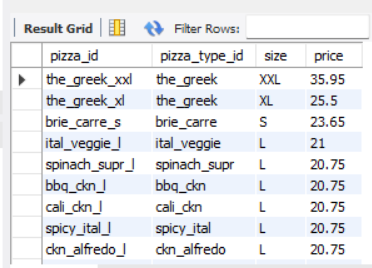 Result Grid Filter Rows:
pizza_id pizza_type_id size price
the_greek_xxl the_greek XXL 35.95
the_greek_xl the_greek XL 25.5
brie_carre_s brie_carre S 23.65
ital_veggie_l ital_veggie L 21
spinach_supr_l spinach_supr L 20.75
bbq_ckn_l bbq_ckn L 20.75
cali_ckn_l cali_ckn L 20.75
spicy_ital_l spicy_ital L 20.75
ckn_alfredo_l ckn_alfredo L 20.75